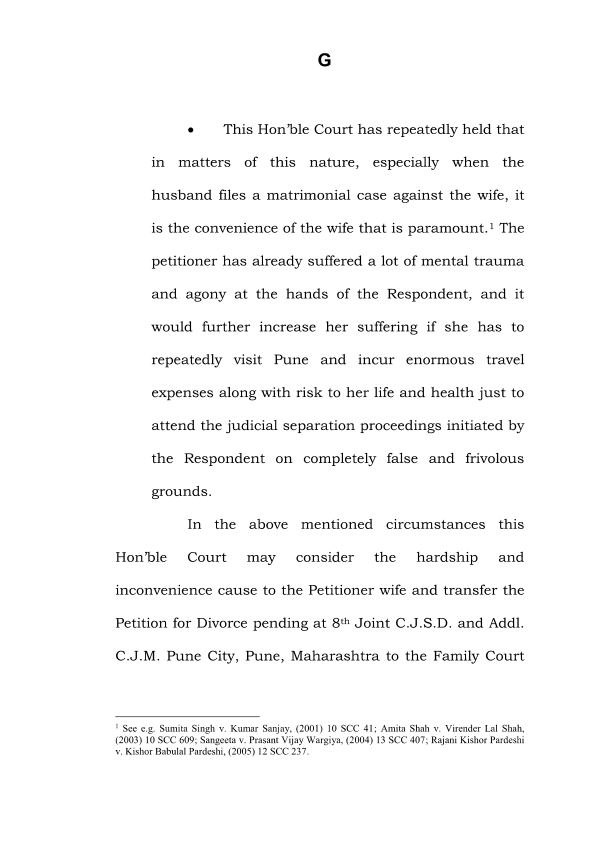 G
• This Hon’ble Court has repeatedly held that
in matters of this nature, especially when the
husband files a matrimonial case against the wife, it
is the convenience of the wife that is paramount.1 The
petitioner has already suffered a lot of mental trauma
and agony at the hands of the Respondent, and it
would further increase her suffering if she has to
repeatedly visit Pune and incur enormous travel
expenses along with risk to her life and health just to
attend the judicial separation proceedings initiated by
the Respondent on completely false and frivolous
grounds.
In the above mentioned circumstances this
Hon’ble Court may consider the hardship and
inconvenience cause to the Petitioner wife and transfer the
Petition for Divorce pending at 8th Joint C.J.S.D. and Addl.
C.J.M. Pune City, Pune, Maharashtra to the Family Court
1 See e.g. Sumita Singh v. Kumar Sanjay, (2001) 10 SCC 41; Amita Shah v. Virender Lal Shah,
(2003) 10 SCC 609; Sangeeta v. Prasant Vijay Wargiya, (2004) 13 SCC 407; Rajani Kishor Pardeshi
v. Kishor Babulal Pardeshi, (2005) 12 SCC 237.